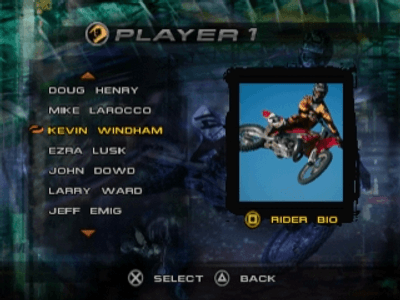 PLAYER 1
DOUG HENRY
MIKE LAROCCO
KEVIN WINDHAM
EZRA LUSK
JOHN DOWD
LARRY WARD
JEFF EMIG
RIDER BIO
SELECT BACK